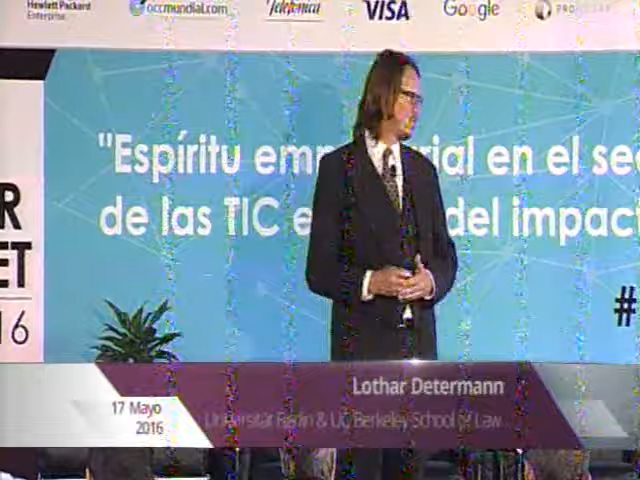 Hewlett Packard
Enterprise
occmundial.com
Telefónica
VISA
Google
"Espíritu em
rial en el se
de las TIC e
del impact
R
ET
16
#
Lothar Determann
17 Mayo
2016
Universität Berlin & UC Berkeley School of Law